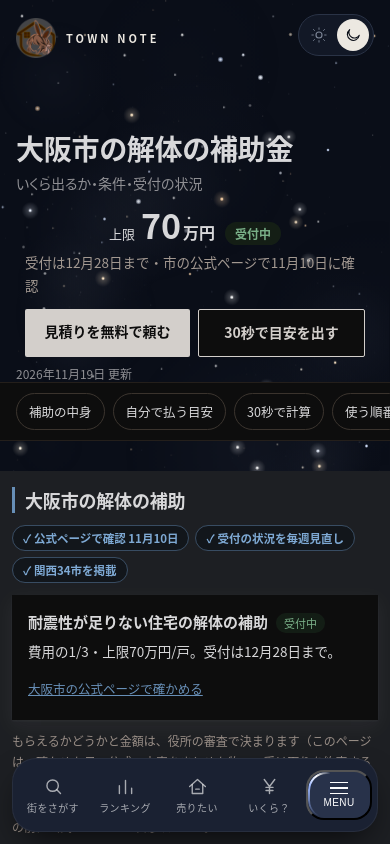 TOWN NOTE
大阪市の解体の補助金
いくら出るか・条件・受付の状況
上限 70万円 受付中
受付は12月28日まで・市の公式ページで11月10日に確
認
見積りを無料で頼む 30秒で目安を出す
2026年11月19日 更新
補助の中身 自分で払う目安 30秒で計算 使う順番
大阪市の解体の補助
✓ 公式ページで確認 11月10日 ✓ 受付の状況を毎週見直し
✓ 関西34市を掲載
耐震性が足りない住宅の解体の補助 受付中
費用の1/3・上限70万円/戸。受付は12月28日まで。
大阪市の公式ページで確かめる
もらえるかどうかと金額は、役所の審査で決まります（このページ
街をさがす ランキング 売りたい いくら？ MENU